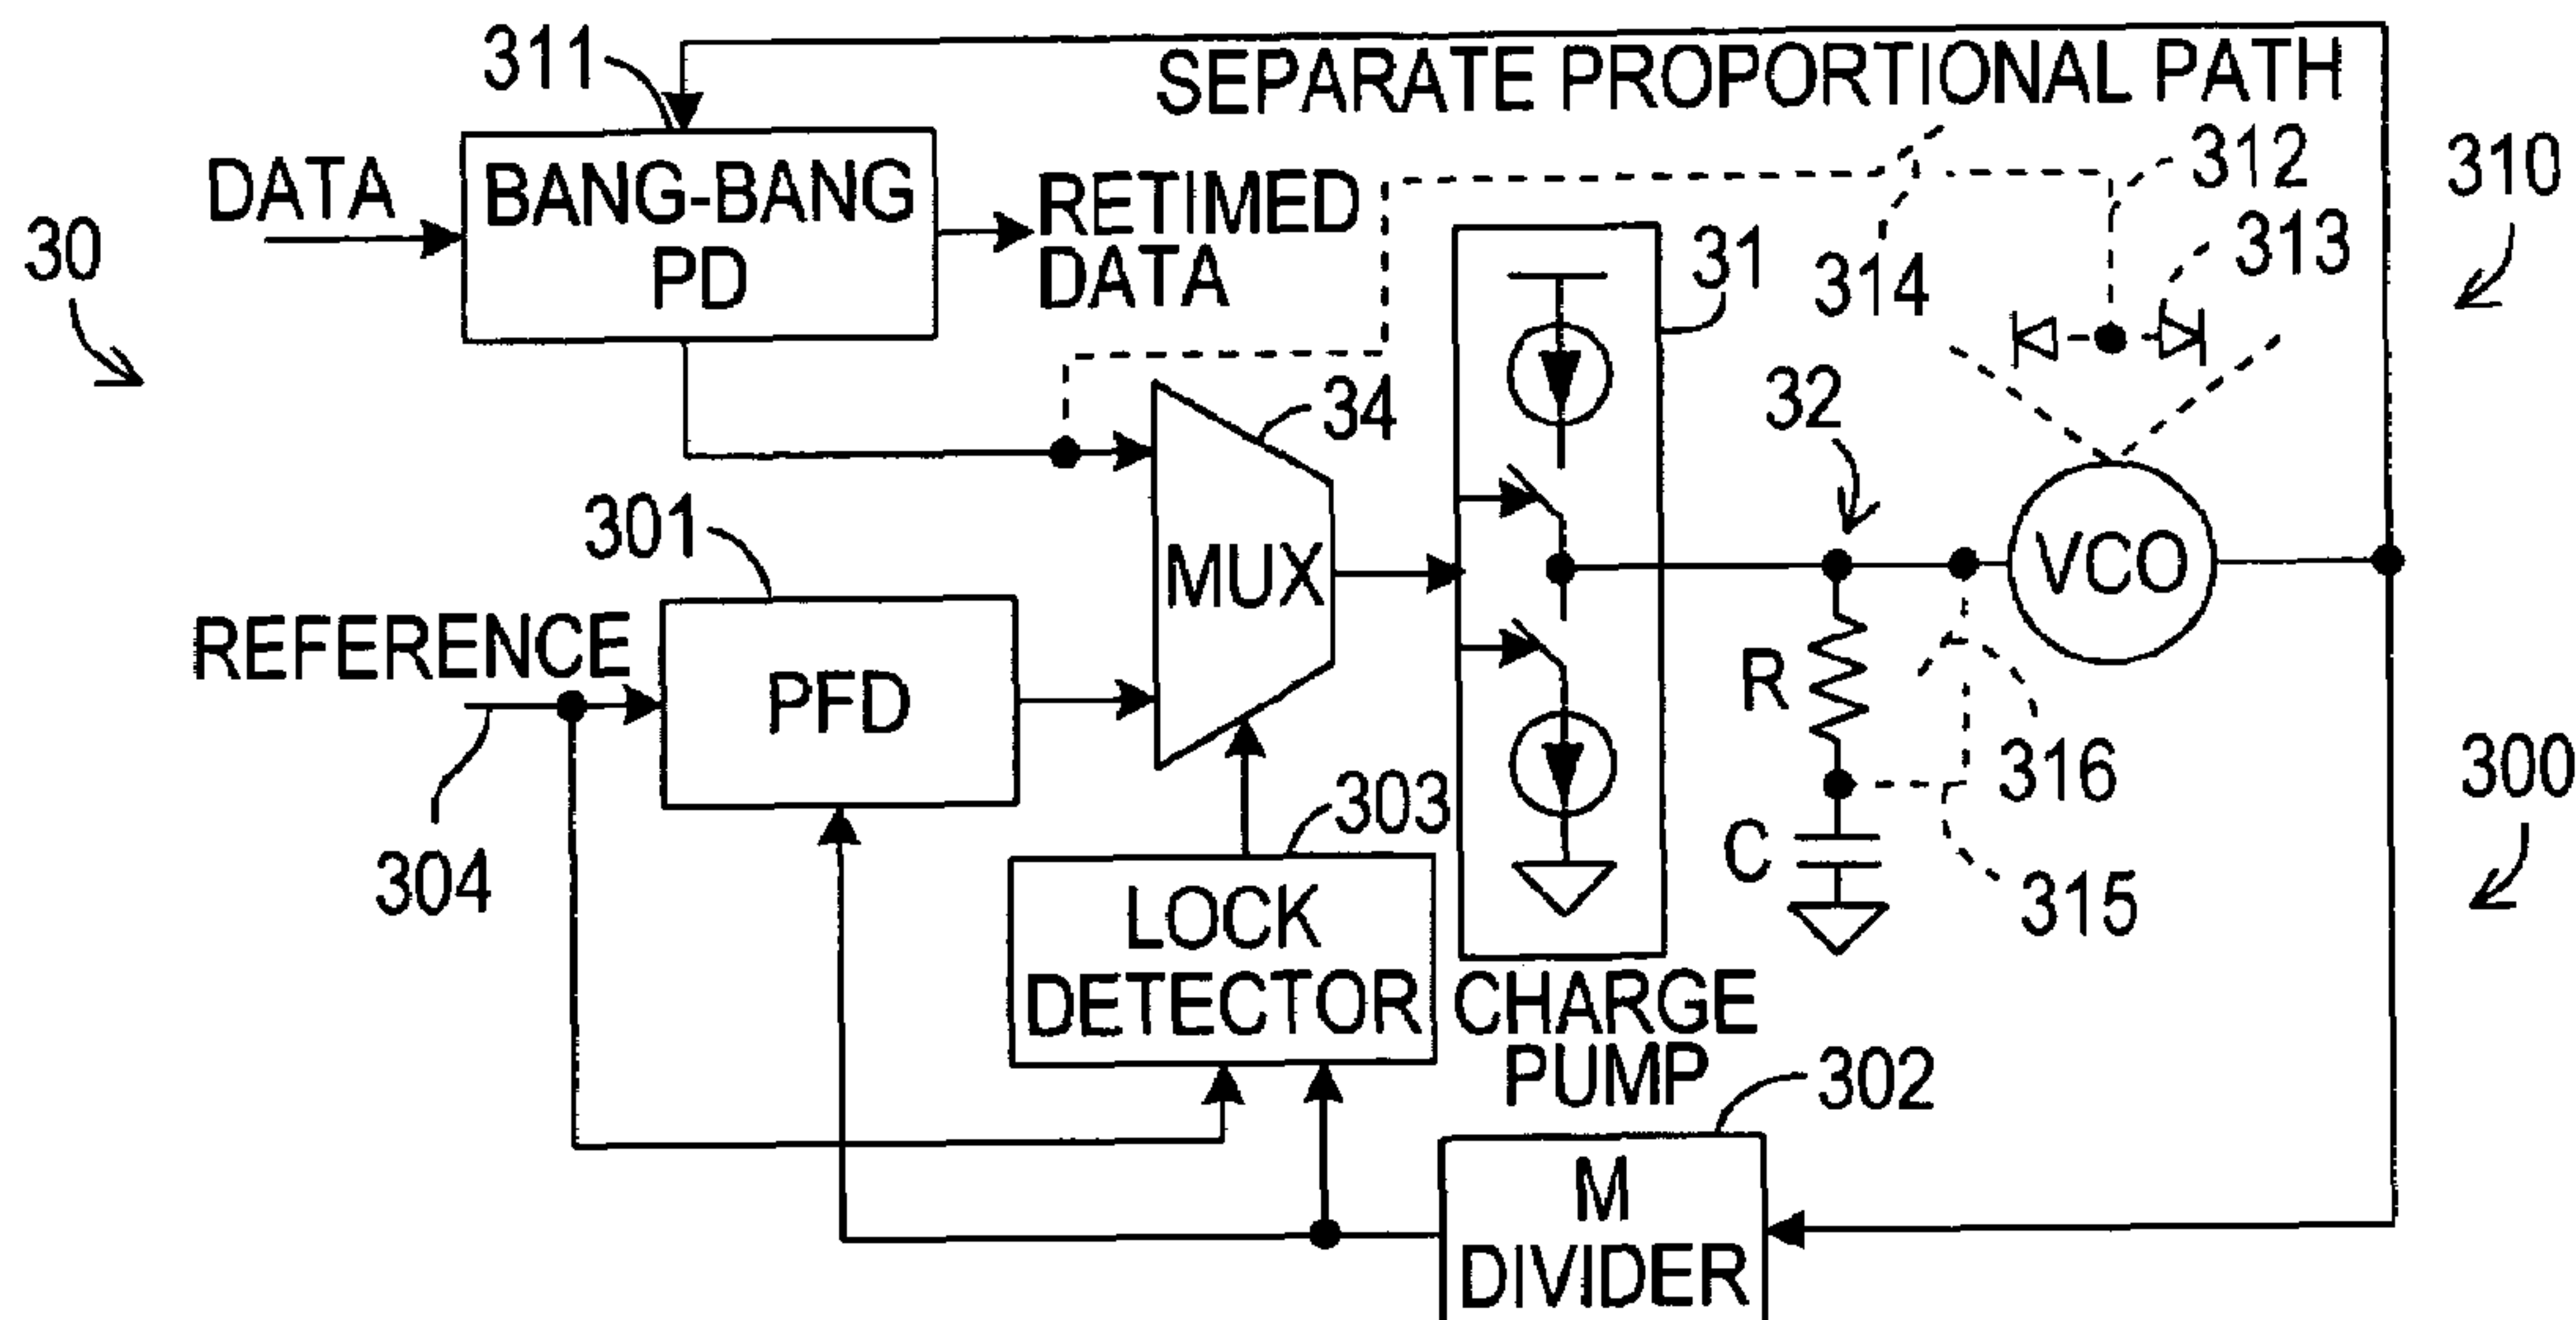 311
SEPARATE PROPORTIONAL PATH
DATA
BANG-BANG
PD
RETIMED
DATA
312
310
30
313
31
314
34
32
301
MUX
VCO
REFERENCE
PFD
R
316
300
303
304
C
315
LOCK
DETECTOR
CHARGE
PUMP
302
M
DIVIDER